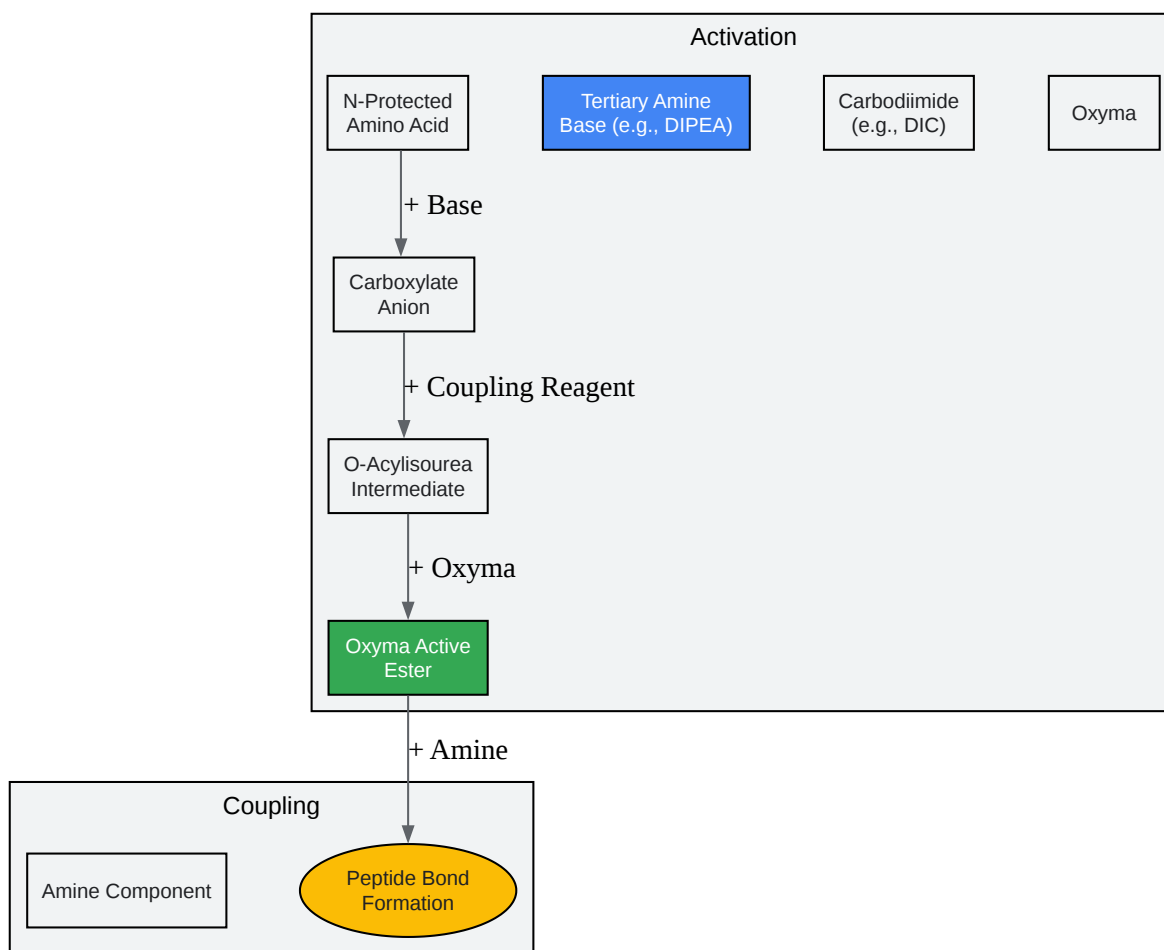 Activation
N-Protected
Amino Acid
Tertiary Amine
Base (e.g., DIPEA)
Carbodiimide
(e.g., DIC)
Oxyma
+ Base
Carboxylate
Anion
+ Coupling Reagent
O-Acylisourea
Intermediate
+ Oxyma
Oxyma Active
Ester
+ Amine
Coupling
Amine Component
Peptide Bond
Formation